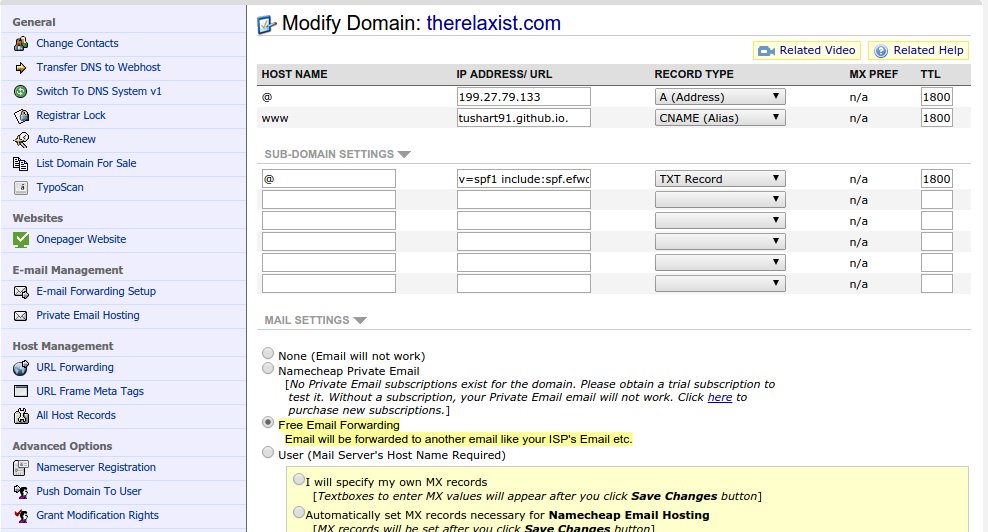 General
Change Contacts
Transfer DNS to Webhost
Switch To DNS System v1
Registrar Lock
Auto-Renew
List Domain For Sale
TypoScan
Websites
Onepager Website
E-mail Management
E-mail Forwarding Setup
Private Email Hosting
Host Management
URL Forwarding
URL Frame Meta Tags
All Host Records
Advanced Options
Nameserver Registration
Push Domain To User
Grant Modification Rights
Modify Domain: therelaxist.com
Related Video Related Help
HOST NAME IP ADDRESS/ URL RECORD TYPE MX PREF TTL
@ 199.27.79.133 A (Address) n/a 1800
www tushart91.github.io. CNAME (Alias) n/a 1800
SUB-DOMAIN SETTINGS
@ v=spf1 include:spf.efwd TXT Record n/a 1800
n/a
n/a
n/a
n/a
n/a
MAIL SETTINGS
None (Email will not work)
Namecheap Private Email
[No Private Email subscriptions exist for the domain. Please obtain a trial subscription to
test it. Without a subscription, your Private Email email will not work. Click here to
purchase new subscriptions.]
Free Email Forwarding
Email will be forwarded to another email like your ISP's Email etc.
User (Mail Server's Host Name Required)
I will specify my own MX records
[Textboxes to enter MX values will appear after you click Save Changes button]
Automatically set MX records necessary for Namecheap Email Hosting
[MX records will be set after you click Save Changes button]